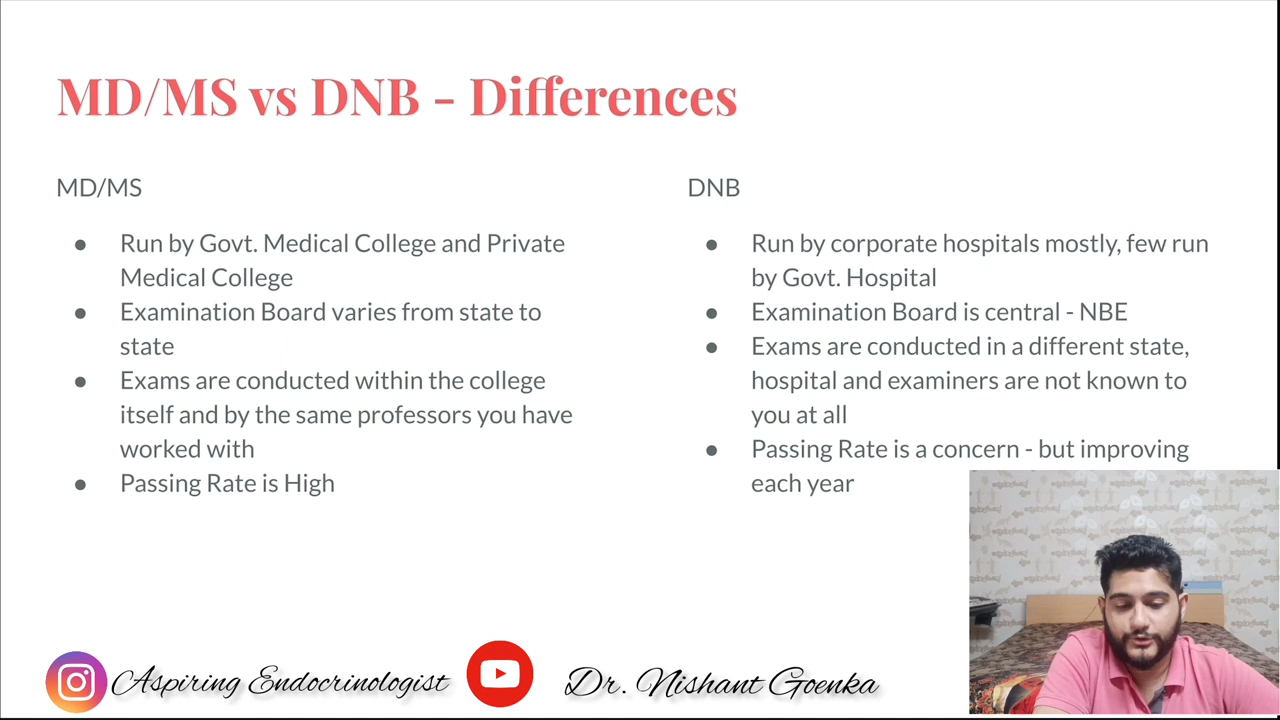 MD/MS vs DNB - Differences
MD/MS
● Run by Govt. Medical College and Private
Medical College
● Examination Board varies from state to
state
● Exams are conducted within the college
itself and by the same professors you have
worked with
● Passing Rate is High
DNB
● Run by corporate hospitals mostly, few run
by Govt. Hospital
● Examination Board is central - NBE
● Exams are conducted in a different state,
hospital and examiners are not known to
you at all
● Passing Rate is a concern - but improving
each year
Aspiring Endocrinologist
Dr. Nishant Goenka